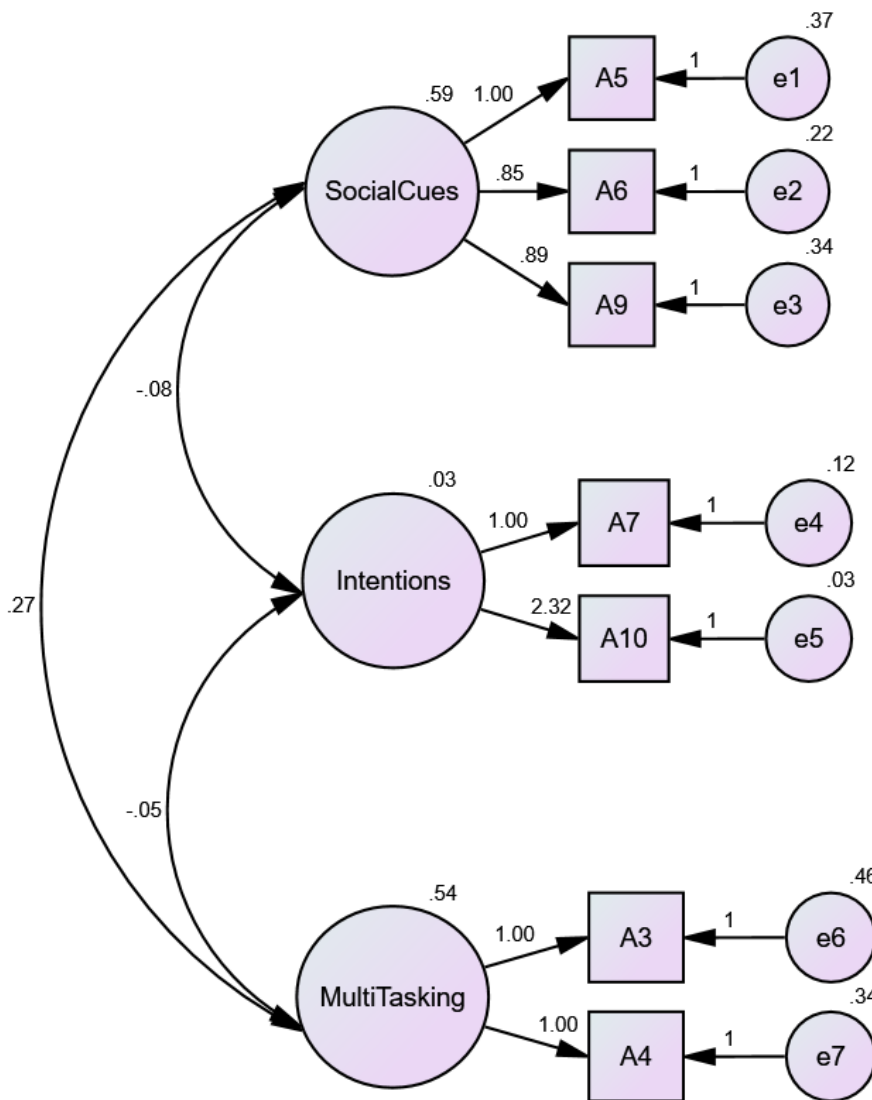 .37
.59 1.00 A5 1 e1
.22
SocialCues .85 A6 1 e2
.34
.89 A9 1 e3
-.08
.12
.03 1.00 A7 1 e4
Intentions
.03
2.32 A10 1 e5
.27
-.05
.46
.54 1.00 A3 1 e6
MultiTasking
.34
1.00 A4 1 e7